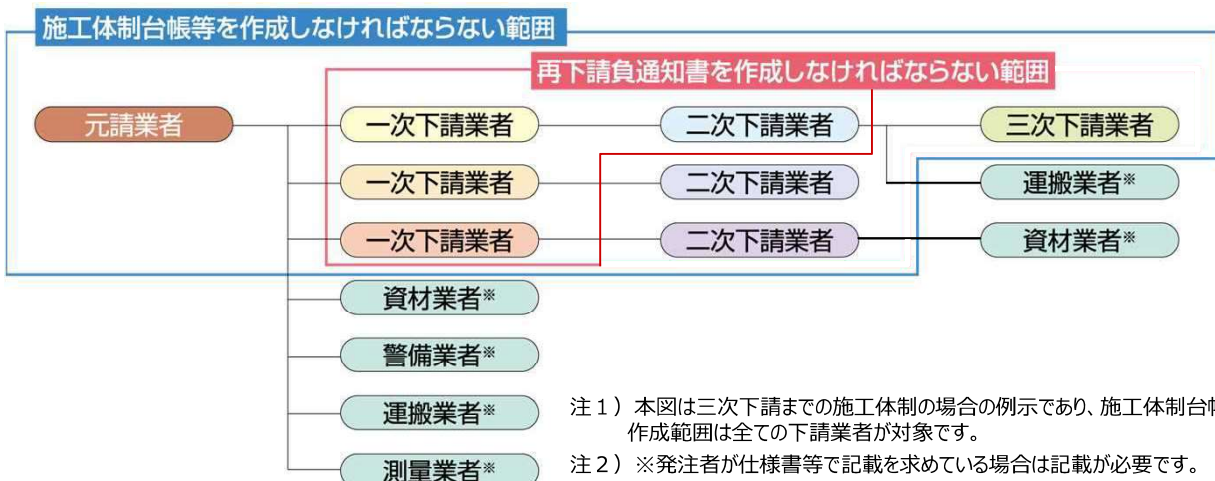 施工体制台帳等を作成しなければならない範囲
再下請負通知書を作成しなければならない範囲
元請業者
一次下請業者
二次下請業者
三次下請業者
一次下請業者
二次下請業者
運搬業者※
一次下請業者
二次下請業者
資材業者※
資材業者※
警備業者※
運搬業者※
測量業者※
注1）本図は三次下請までの施工体制の場合の例示であり、施工体制台
作成範囲は全ての下請業者が対象です。
注2）※発注者が仕様書等で記載を求めている場合は記載が必要です。